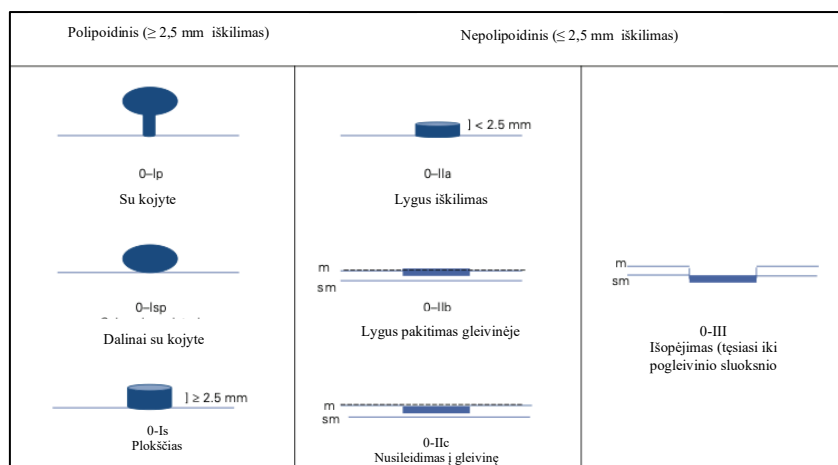 Polipoidinis (≥ 2,5 mm iškilimas)
Nepolipoidinis (≤ 2,5 mm iškilimas)
0–Ip
Su kojyte
0–Isp
Dalinai su kojyte
] ≥ 2.5 mm
0-Is
Plokščias
] < 2.5 mm
0–IIa
Lygus iškilimas
m
sm
0–IIb
Lygus pakitimas gleivinėje
m
sm
0-IIc
Nusileidimas į gleivinę
m
sm
0-III
Išopėjimas (tęsiasi iki
pogleivinio sluoksnio